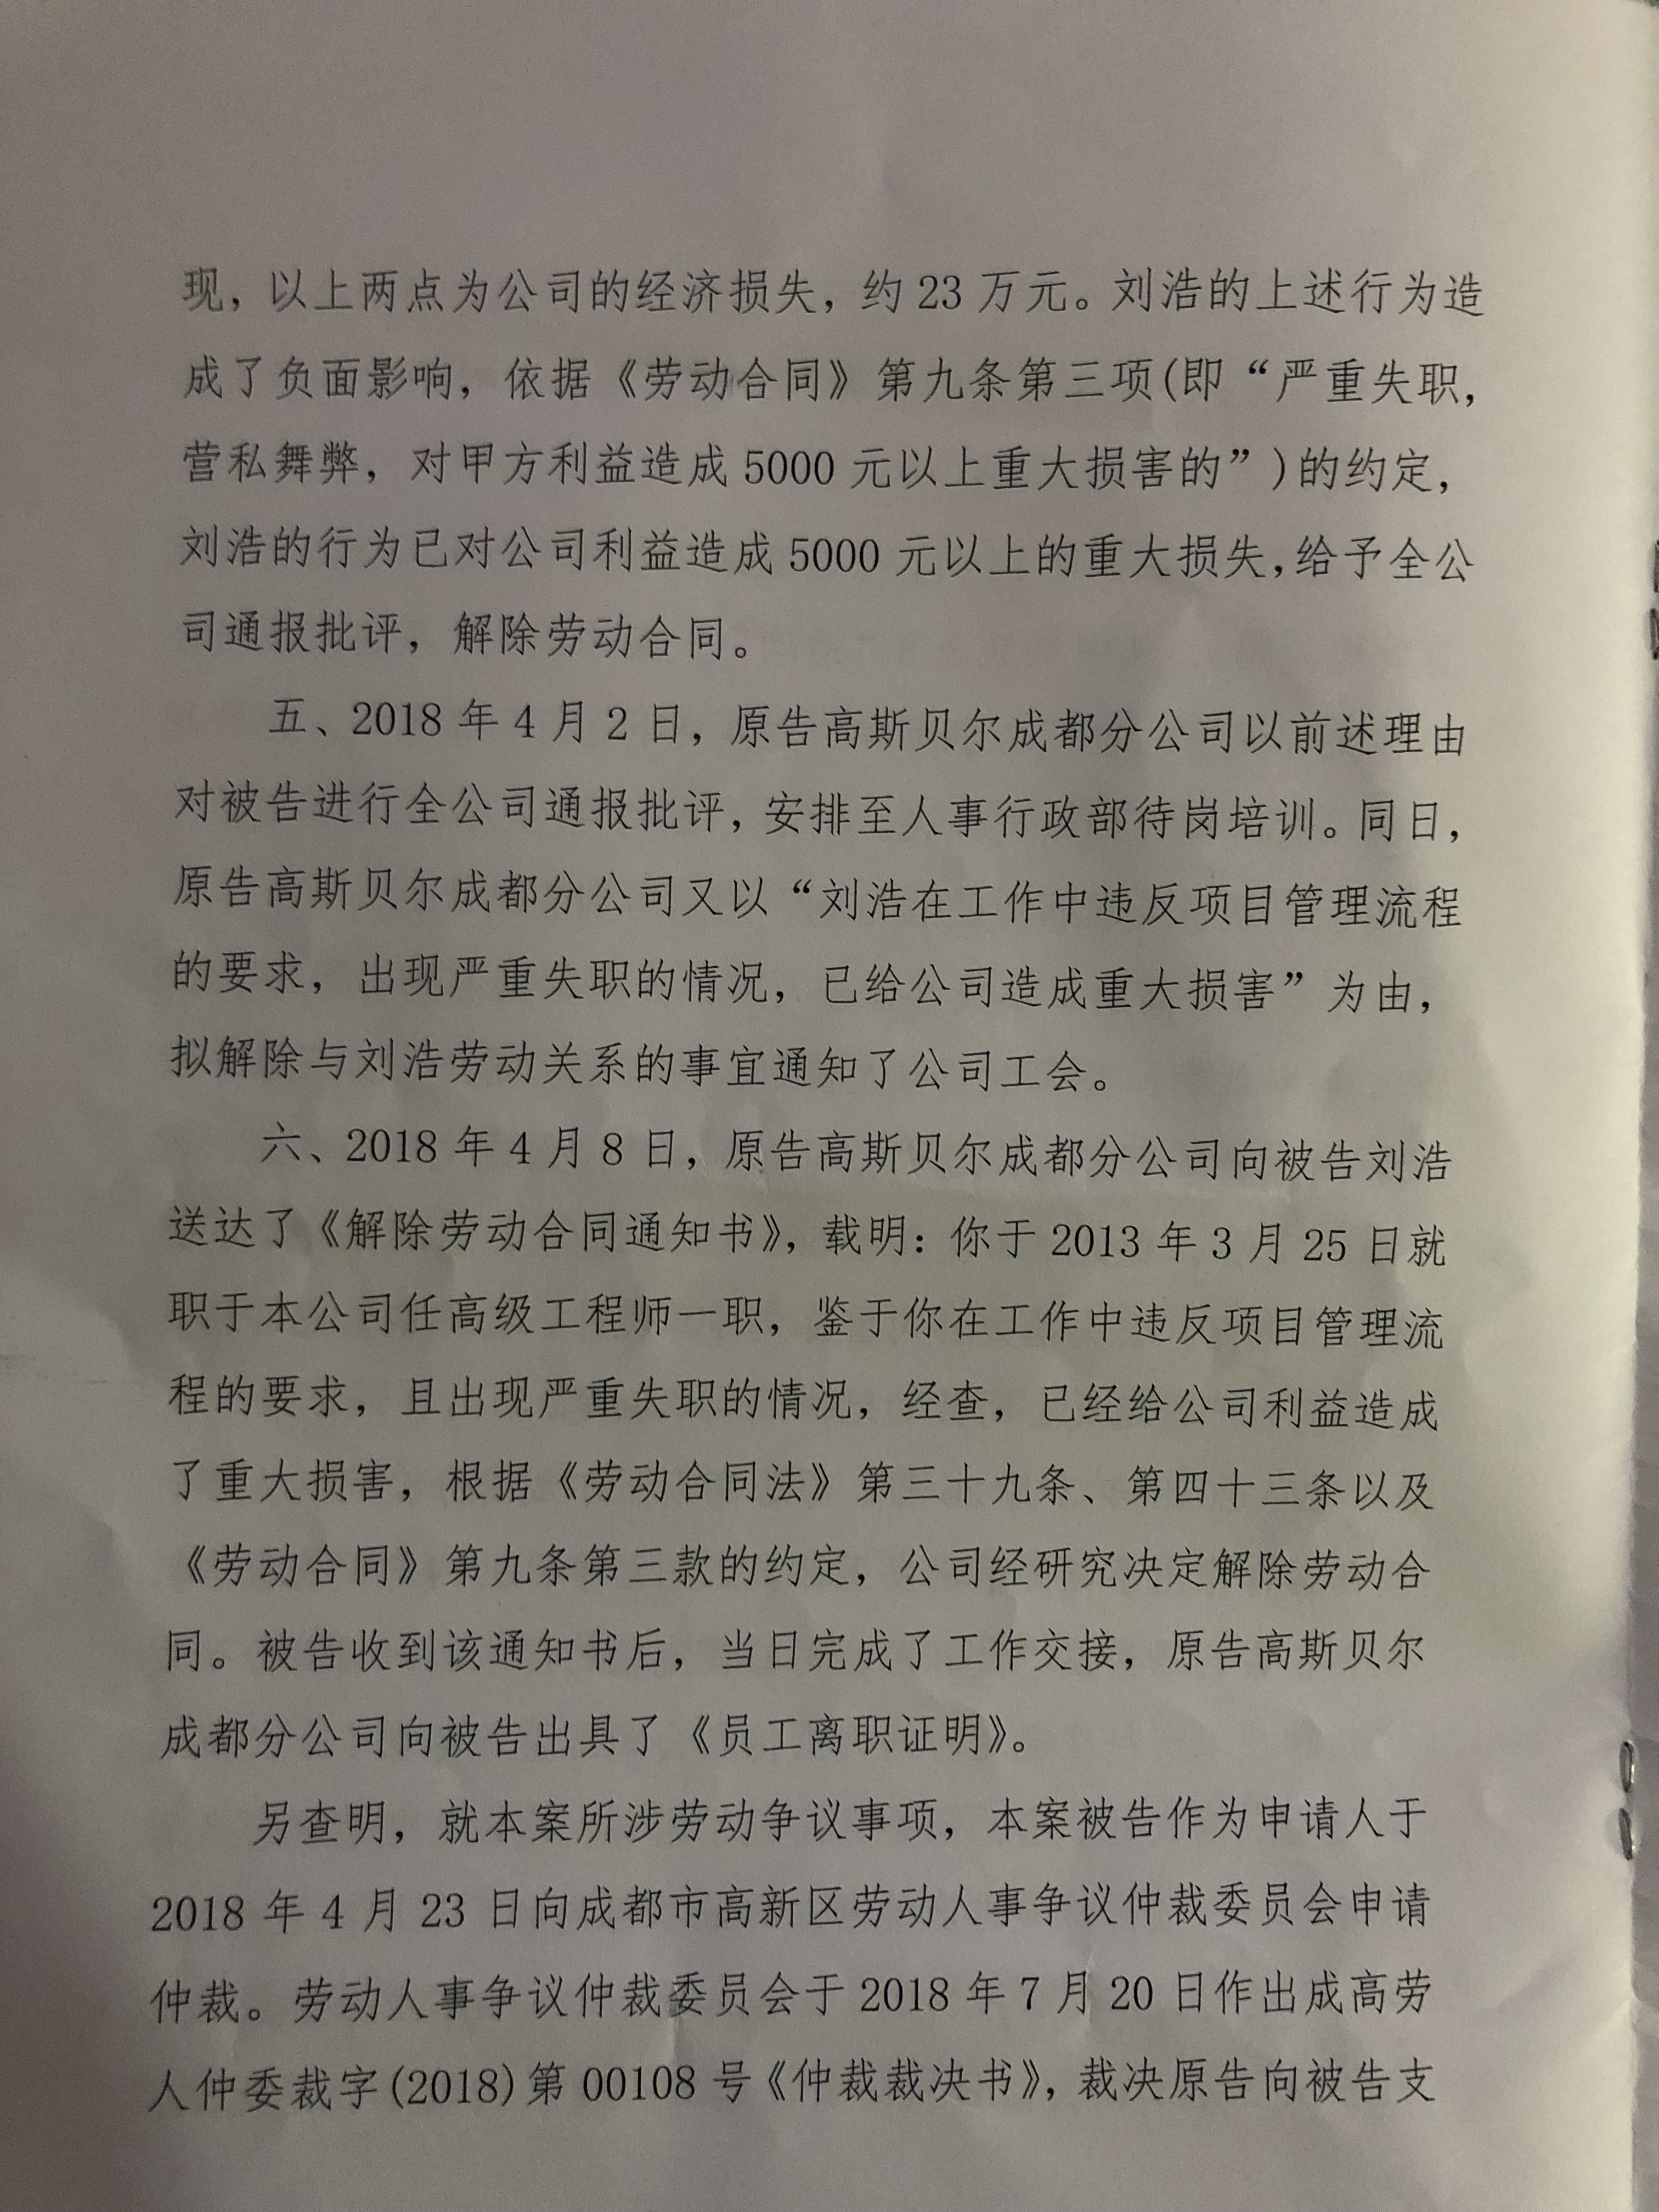 现，以上两点为公司的经济损失，约 23 万元。刘浩的上述行为造
成了负面影响，依据《劳动合同》第九条第三项(即“严重失职，
营私舞弊，对甲方利益造成 5000 元以上重大损害的”)的约定，
刘浩的行为已对公司利益造成 5000 元以上的重大损失，给予全公
司通报批评，解除劳动合同。
五、2018 年 4 月 2 日，原告高斯贝尔成都分公司以前述理由
对被告进行全公司通报批评，安排至人事行政部待岗培训。同日，
原告高斯贝尔成都分公司又以“刘浩在工作中违反项目管理流程
的要求，出现严重失职的情况，已给公司造成重大损害”为由，
拟解除与刘浩劳动关系的事宜通知了公司工会。
六、2018 年 4 月 8 日，原告高斯贝尔成都分公司向被告刘浩
送达了《解除劳动合同通知书》，载明：你于 2013 年 3 月 25 日就
职于本公司任高级工程师一职，鉴于你在工作中违反项目管理流
程的要求，且出现严重失职的情况，经查，已经给公司利益造成
了重大损害，根据《劳动合同法》第三十九条、第四十三条以及
《劳动合同》第九条第三款的约定，公司经研究决定解除劳动合
同。被告收到该通知书后，当日完成了工作交接，原告高斯贝尔
成都分公司向被告出具了《员工离职证明》。
另查明，就本案所涉劳动争议事项，本案被告作为申请人于
2018 年 4 月 23 日向成都市高新区劳动人事争议仲裁委员会申请
仲裁。劳动人事争议仲裁委员会于 2018 年 7 月 20 日作出成高劳
人仲委裁字(2018)第 00108 号《仲裁裁决书》，裁决原告向被告支